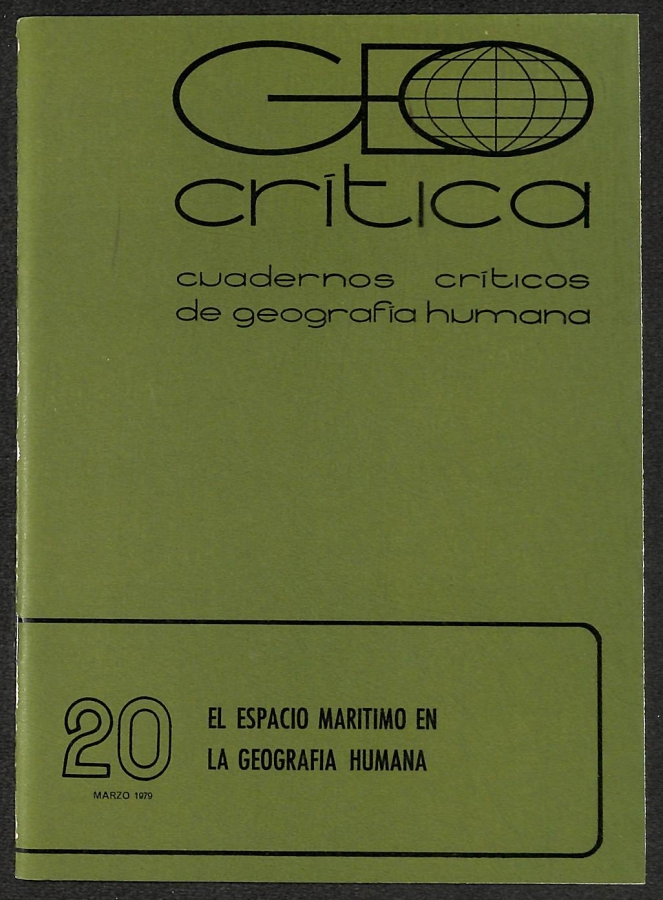 GEO
crítica
cuadernos críticos
de geografía humana
20
MARZO 1979
EL ESPACIO MARITIMO EN
LA GEOGRAFIA HUMANA